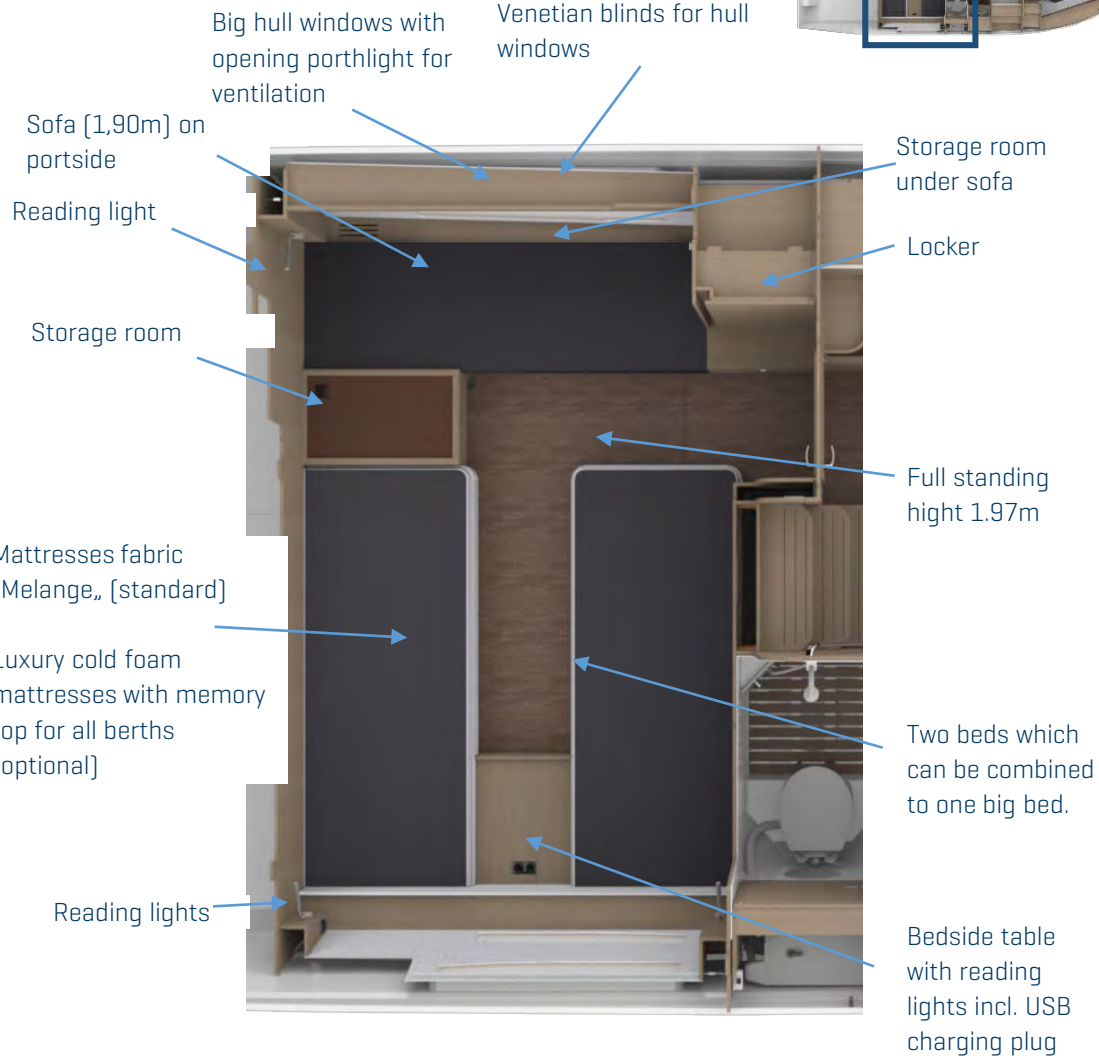 Big hull windows with
opening porthlight for
ventilation
Venetian blinds for hull
windows
Sofa (1,90m) on
portside
Reading light
Storage room
Mattresses fabric
Melange„ (standard)
Luxury cold foam
mattresses with memory
top for all berths
optional)
Reading lights
Storage room
under sofa
Locker
Full standing
hight 1.97m
Two beds which
can be combined
to one big bed.
Bedside table
with reading
lights incl. USB
charging plug